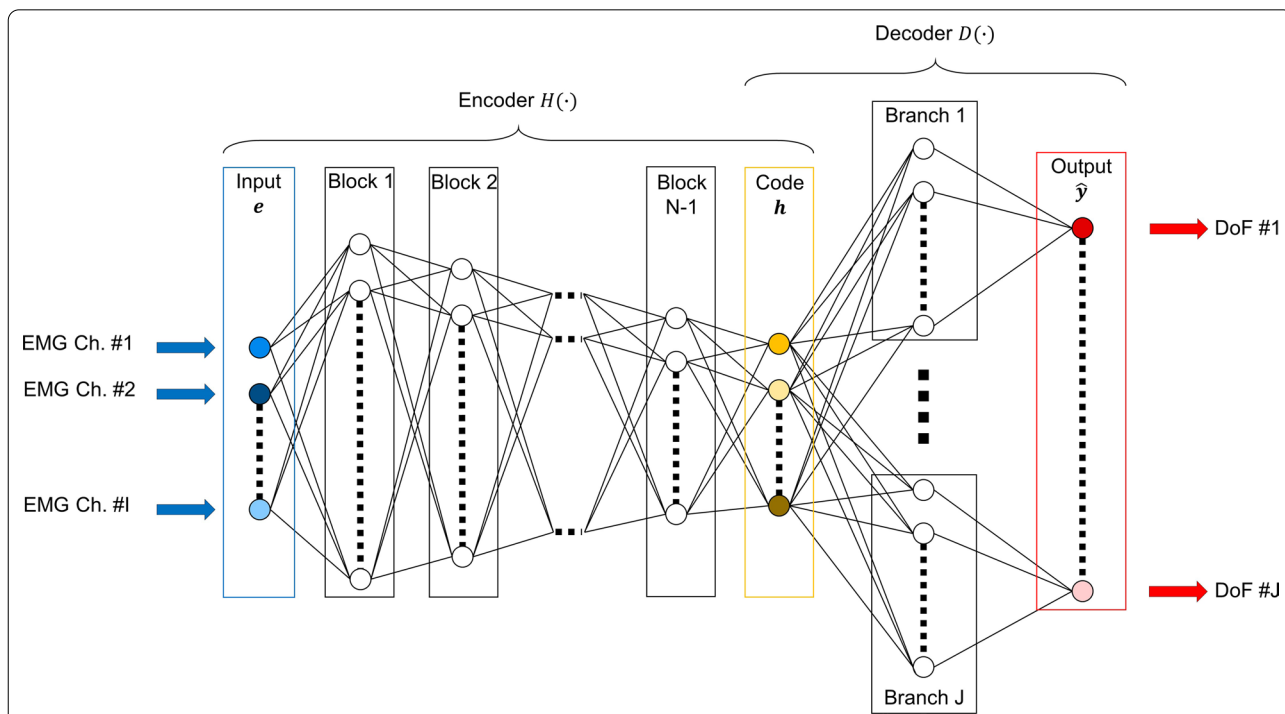 Decoder D(·)
Encoder H(·)
Branch 1
Input
e
Block 1
Block 2
Block
N-1
Code
h
Output
ŷ
DoF #1
EMG Ch. #1
EMG Ch. #2
EMG Ch. #I
DoF #J
Branch J